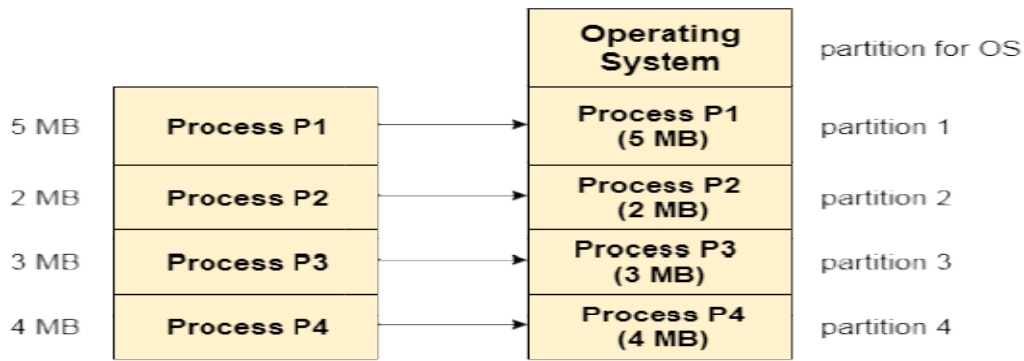 Operating
System
partition for OS
5 MB
Process P1
Process P1
(5 MB)
partition 1
2 MB
Process P2
Process P2
(2 MB)
partition 2
3 MB
Process P3
Process P3
(3 MB)
partition 3
4 MB
Process P4
Process P4
(4 MB)
partition 4